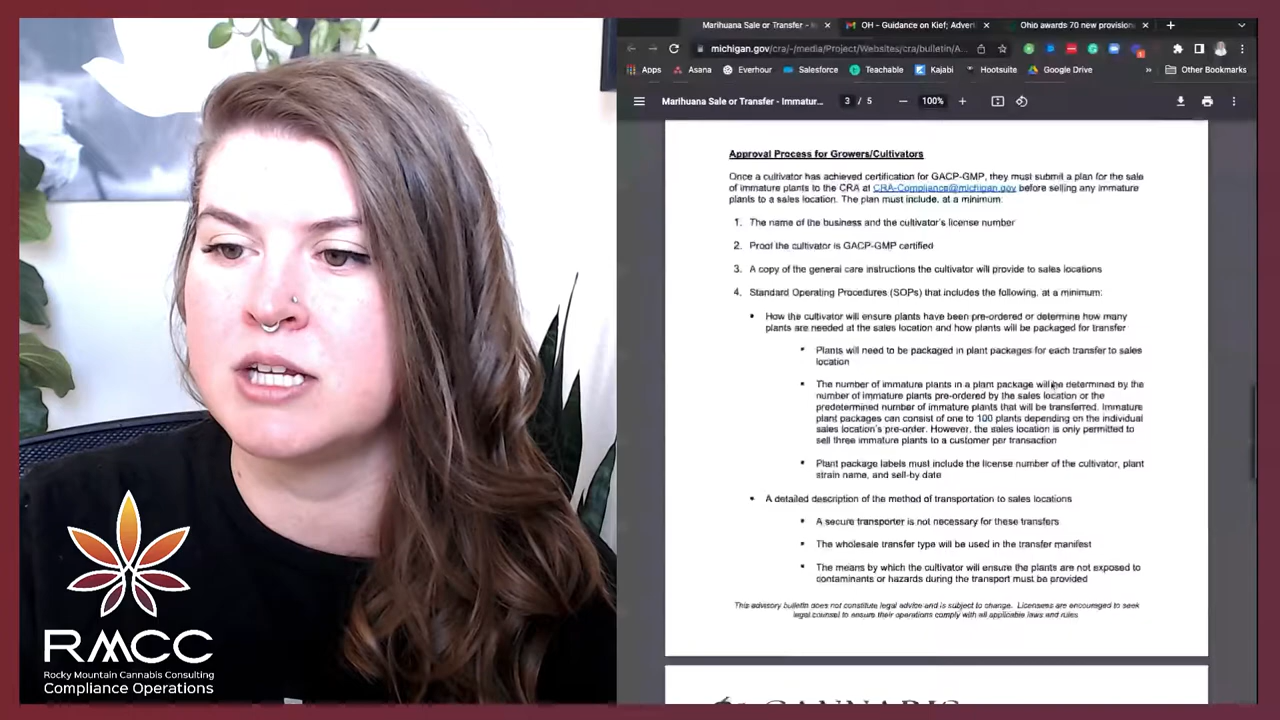 Marihuana Sale or Transfer -
OH - Guidance on Kief; Advert
Ohio awards 70 new provision
michigan.gov/cra/-/media/Project/Websites/cra/bulletin/A...
Apps Asana Everhour Salesforce Teachable Kajabi Hootsuite Google Drive » Other Bookmarks
Marihuana Sale or Transfer - Immatur... 3 / 5 100%
Approval Process for Growers/Cultivators
Once a cultivator has achieved certification for GACP-GMP, they must submit a plan for the sale
of immature plants to the CRA at CRA-Compliance@michigan.gov before selling any immature
plants to a sales location. The plan must include, at a minimum:
1. The name of the business and the cultivator's license number
2. Proof the cultivator is GACP-GMP certified
3. A copy of the general care instructions the cultivator will provide to sales locations
4. Standard Operating Procedures (SOPs) that includes the following, at a minimum:
▪ How the cultivator will ensure plants have been pre-ordered or determine how many
plants are needed at the sales location and how plants will be packaged for transfer
▪ Plants will need to be packaged in plant packages for each transfer to sales
location
▪ The number of immature plants in a plant package will be determined by the
number of immature plants pre-ordered by the sales location or the
predetermined number of immature plants that will be transferred. Immature
plant packages can consist of one to 100 plants depending on the individual
sales location's pre-order. However, the sales location is only permitted to
sell three immature plants to a customer per transaction
▪ Plant package labels must include the license number of the cultivator, plant
strain name, and sell-by date
▪ A detailed description of the method of transportation to sales locations
▪ A secure transporter is not necessary for these transfers
▪ The wholesale transfer type will be used in the transfer manifest
▪ The means by which the cultivator will ensure the plants are not exposed to
contaminants or hazards during the transport must be provided
This advisory bulletin does not constitute legal advice and is subject to change. Licensees are encouraged to seek
legal counsel to ensure their operations comply with all applicable laws and rules.
CANNABIS
RMCC
Rocky Mountain Cannabis Consulting
Compliance Operations